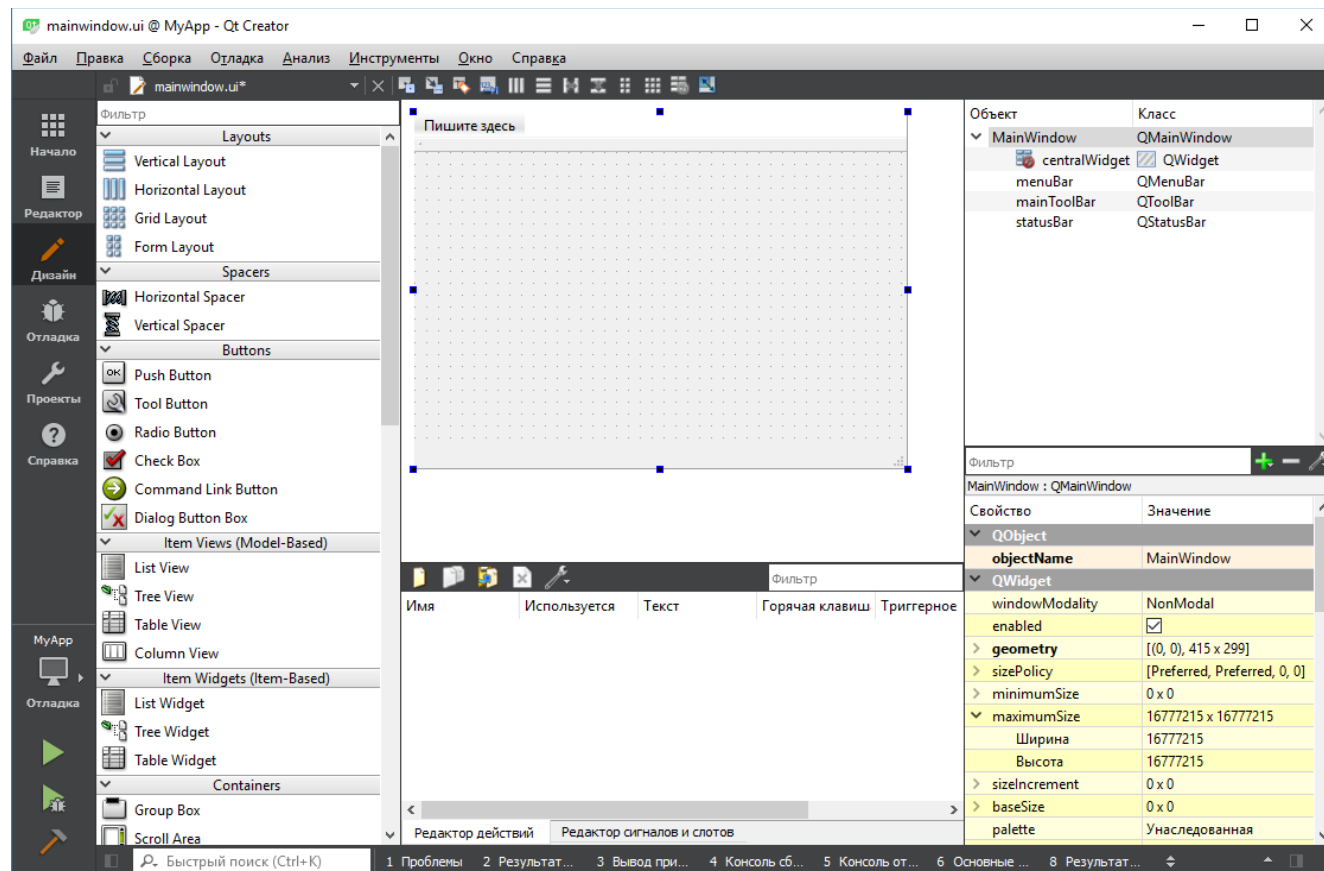 mainwindow.ui @ MyApp - Qt Creator
Файл Правка Сборка Отладка Анализ Инструменты Окно Справка
mainwindow.ui*
Начало
Редактор
Дизайн
Отладка
Проекты
Справка
MyApp
Отладка
Фильтр
Layouts
Vertical Layout
Horizontal Layout
Grid Layout
Form Layout
Spacers
Horizontal Spacer
Vertical Spacer
Buttons
Push Button
Tool Button
Radio Button
Check Box
Command Link Button
Dialog Button Box
Item Views (Model-Based)
List View
Tree View
Table View
Column View
Item Widgets (Item-Based)
List Widget
Tree Widget
Table Widget
Containers
Group Box
Scroll Area
Пишите здесь
Фильтр
Имя Используется Текст Горячая клавиш Триггерное
Редактор действий Редактор сигналов и слотов
Объект Класс
MainWindow QMainWindow
centralWidget QWidget
menuBar QMenuBar
mainToolBar QToolBar
statusBar QStatusBar
Фильтр
MainWindow : QMainWindow
Свойство Значение
QObject
objectName MainWindow
QWidget
windowModality NonModal
enabled
geometry [(0, 0), 415 x 299]
sizePolicy [Preferred, Preferred, 0, 0]
minimumSize 0 x 0
maximumSize 16777215 x 16777215
Ширина 16777215
Высота 16777215
sizeIncrement 0 x 0
baseSize 0 x 0
palette Унаследованная
Быстрый поиск (Ctrl+K) 1 Проблемы 2 Результат... 3 Вывод при... 4 Консоль сб... 5 Консоль от... 6 Основные ... 8 Результат...